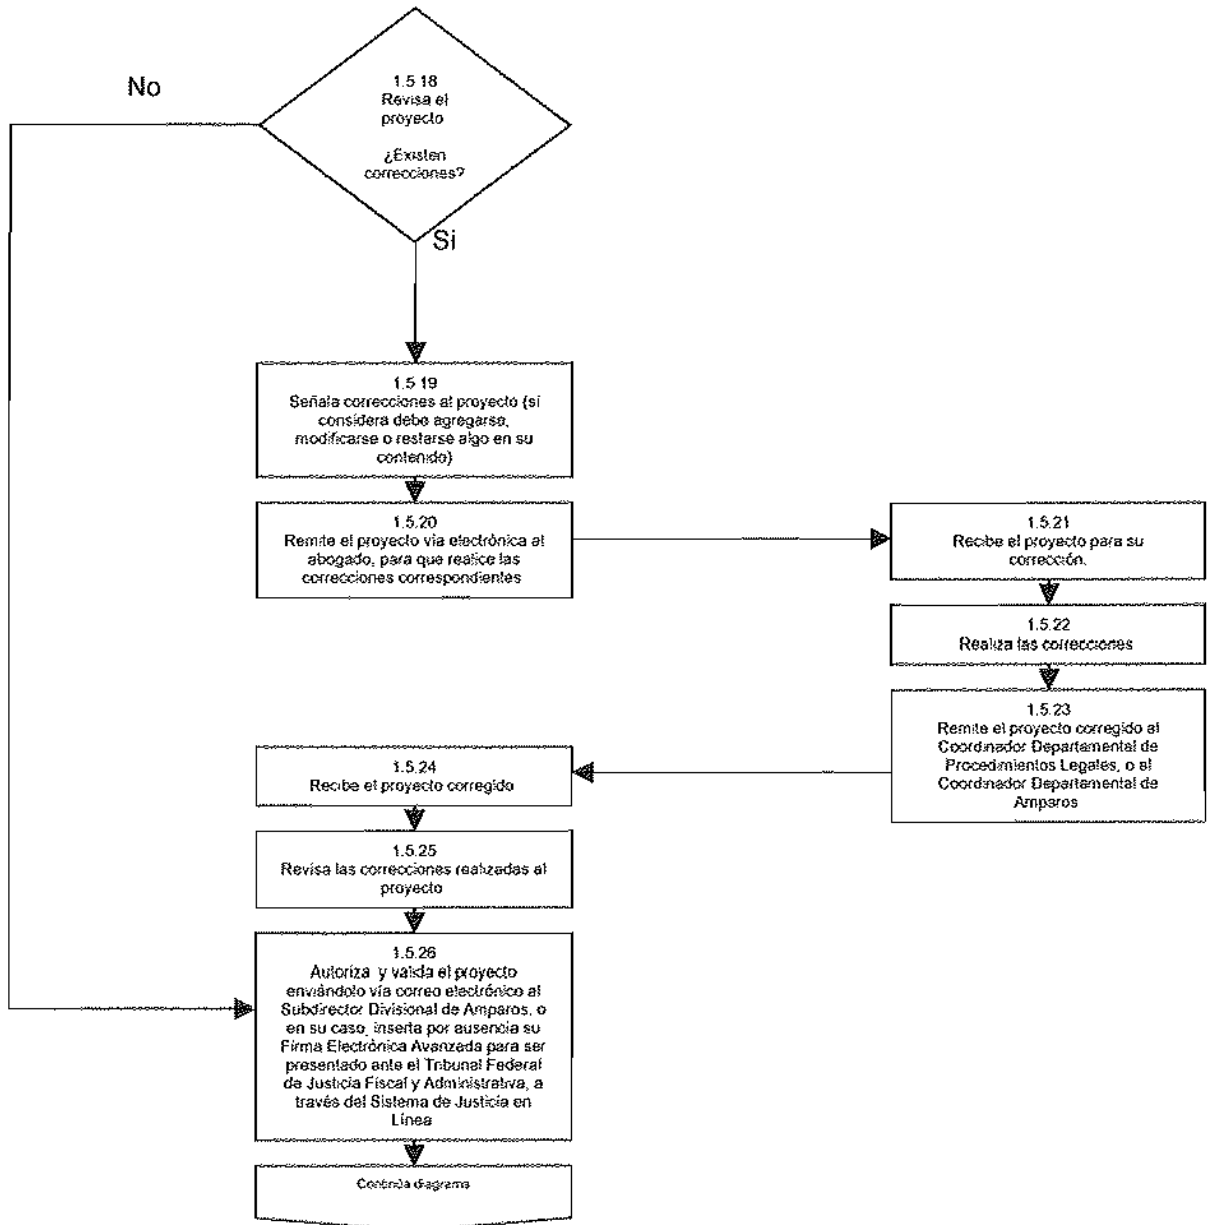 No
1.5.18
Revisa el
proyecto
¿Existen
correcciones?
Si
1.5.19
Señala correcciones al proyecto (si
considera debe agregarse,
modificarse o restarse algo en su
contenido)
1.5.20
Remite el proyecto vía electrónica al
abogado, para que realice las
correcciones correspondientes
1.5.21
Recibe el proyecto para su
corrección.
1.5.22
Realiza las correcciones
1.5.23
Remite el proyecto corregido al
Coordinador Departamental de
Procedimientos Legales, o al
Coordinador Departamental de
Amparos
1.5.24
Recibe el proyecto corregido
1.5.25
Revisa las correcciones realizadas al
proyecto
1.5.26
Autoriza y valida el proyecto
enviándolo vía correo electrónico al
Subdirector Divisional de Amparos, o
en su caso, inserta por ausencia su
Firma Electrónica Avanzada para ser
presentado ante el Tribunal Federal
de Justicia Fiscal y Administrativa, a
través del Sistema de Justicia en
Línea
Continúa diagrama